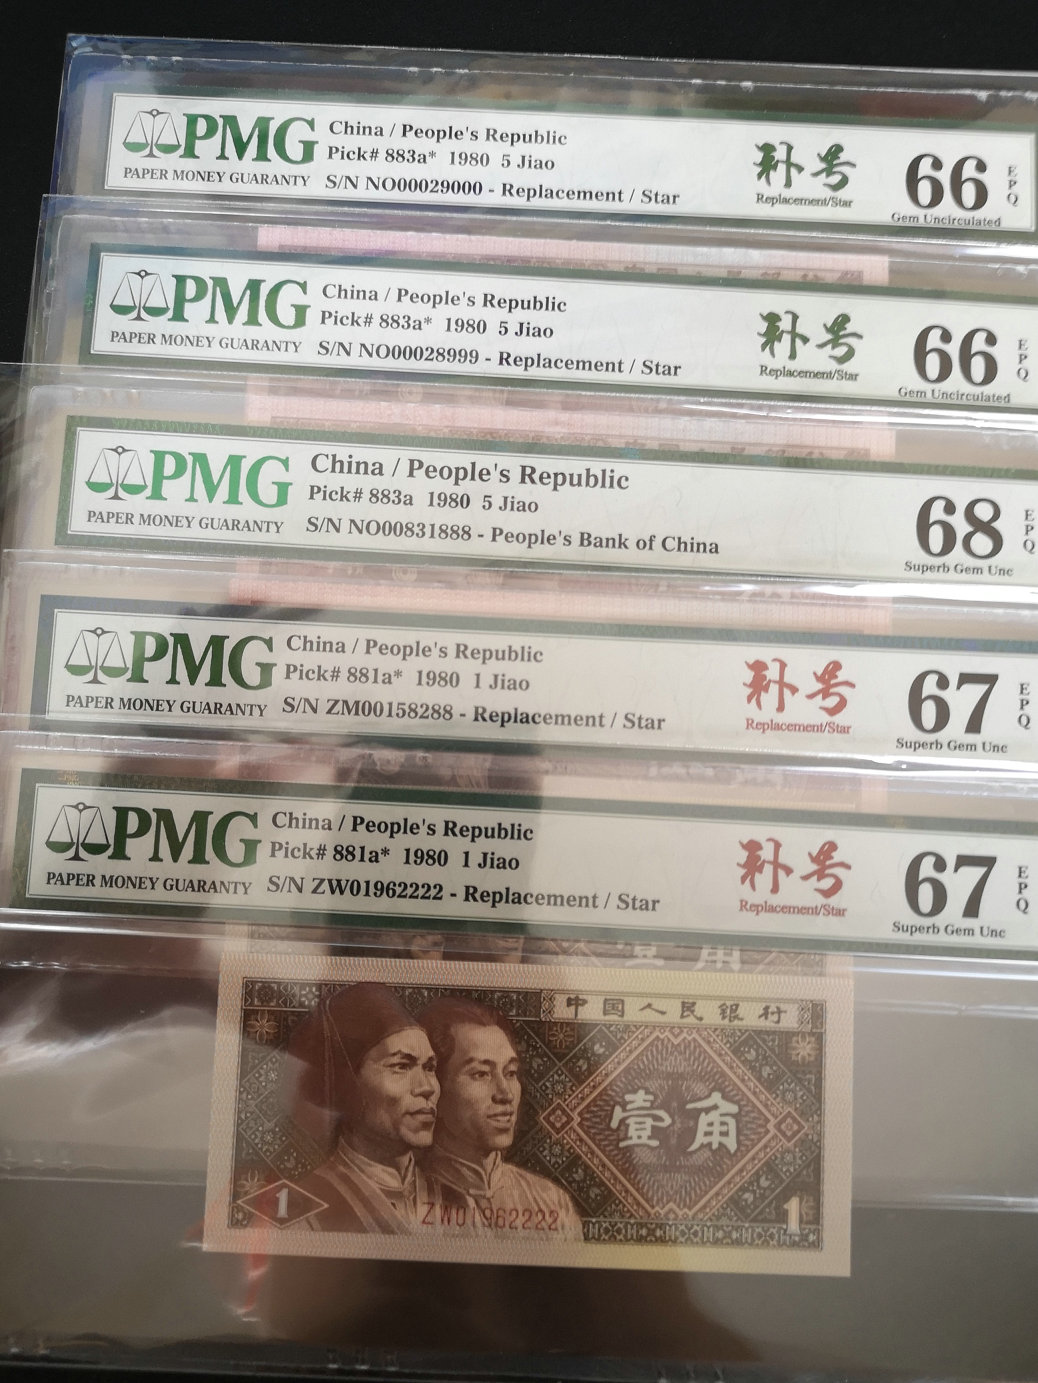 PMG
PAPER MONEY GUARANTY
China / People's Republic
Pick# 883a* 1980 5 Jiao
S/N NO00029000 - Replacement / Star
补号
Replacement/Star
66
EPQ
Gem Uncirculated
PMG
PAPER MONEY GUARANTY
China / People's Republic
Pick# 883a* 1980 5 Jiao
S/N NO00028999 - Replacement / Star
补号
Replacement/Star
66
EPQ
Gem Uncirculated
PMG
PAPER MONEY GUARANTY
China / People's Republic
Pick# 883a 1980 5 Jiao
S/N NO00831888 - People's Bank of China
68
EPQ
Superb Gem Unc
PMG
PAPER MONEY GUARANTY
China / People's Republic
Pick# 881a* 1980 1 Jiao
S/N ZM00158288 - Replacement / Star
补号
Replacement/Star
67
EPQ
Superb Gem Unc
PMG
PAPER MONEY GUARANTY
China / People's Republic
Pick# 881a* 1980 1 Jiao
S/N ZW01962222 - Replacement / Star
补号
Replacement/Star
67
EPQ
Superb Gem Unc
壹角
中国人民银行
壹角
1
ZW01962222
1